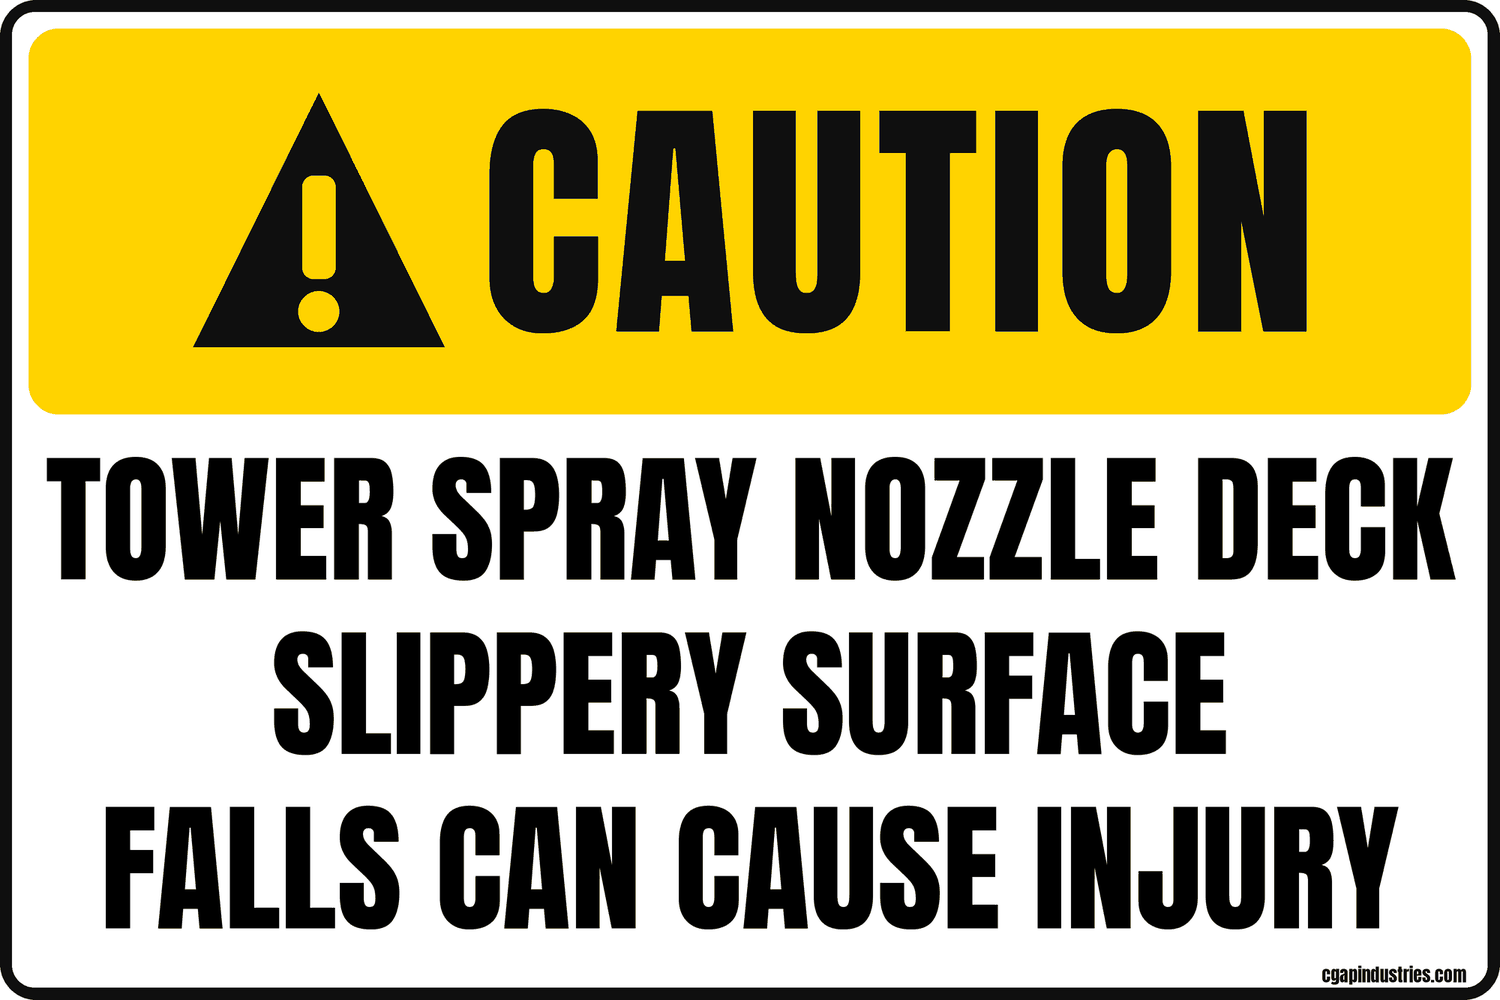 CAUTION
TOWER SPRAY NOZZLE DECK
SLIPPERY SURFACE
FALLS CAN CAUSE INJURY
cgapindustries.com